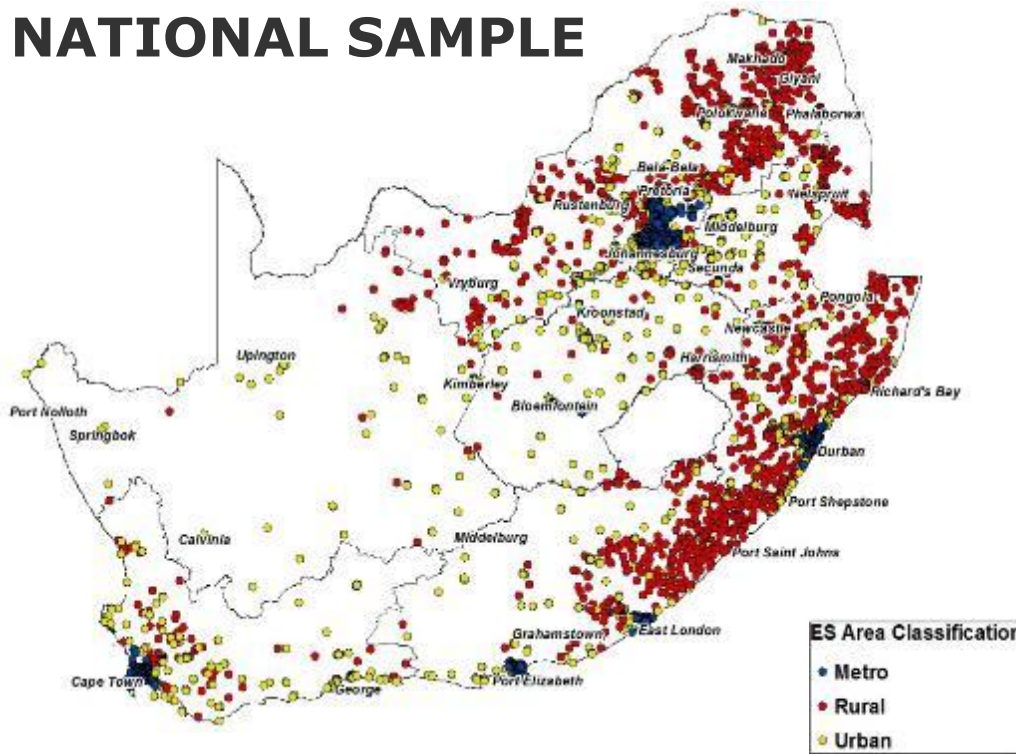 NATIONAL SAMPLE
Makhado
Giyani
Polokwane
Phalaborwa
Bela-Bela
Pretoria
Nelspruit
Rustenburg
Middelburg
Johannesburg
Secunda
Vryburg
Pongola
Kroonstad
Newcastle
Upington
Harrismith
Kimberley
Richard's Bay
Bloemfontein
Port Nolloth
Springbok
Durban
Port Shepstone
Calvinia
Middelburg
Port Saint Johns
Grahamstown
East London
ES Area Classification
Metro
Cape Town
Port Elizabeth
George
Rural
Urban